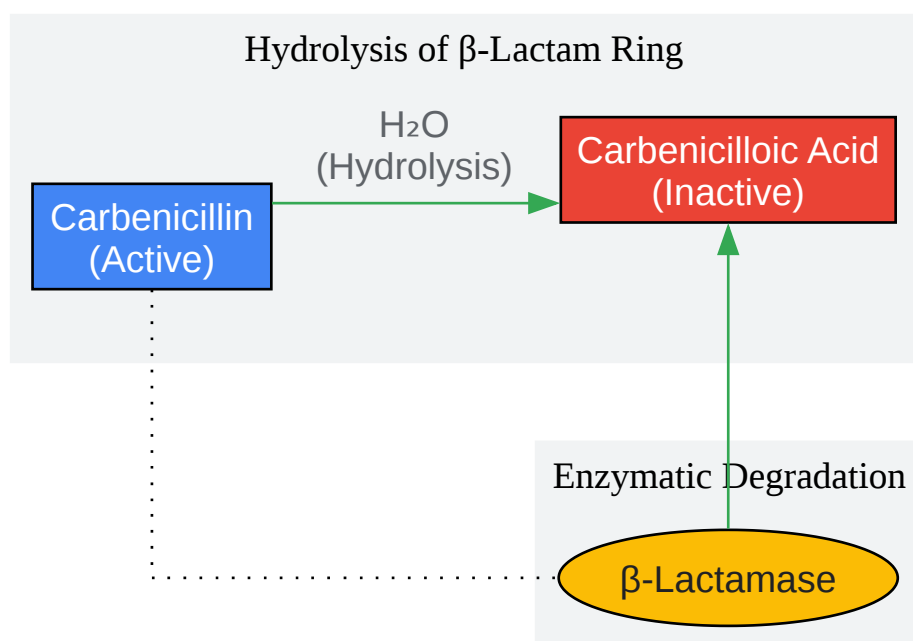 Hydrolysis of β-Lactam Ring
H₂O
(Hydrolysis)
Carbenicilloic Acid
(Inactive)
Carbenicillin
(Active)
Enzymatic Degradation
β-Lactamase